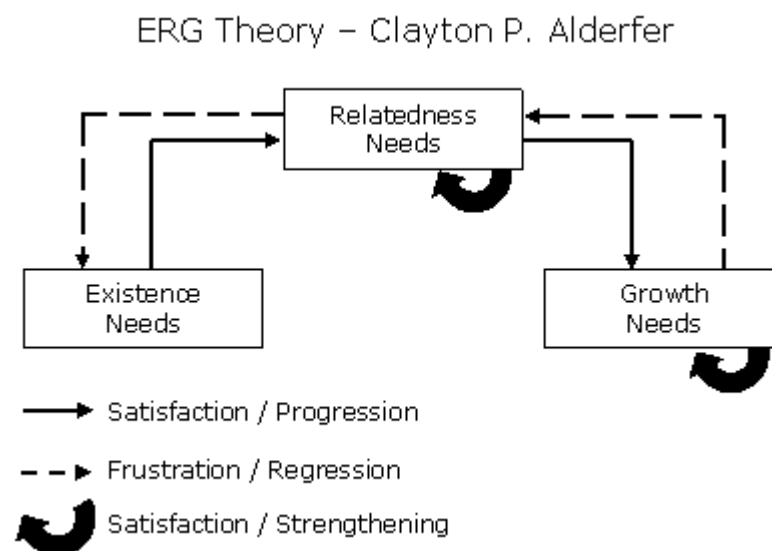 ERG Theory – Clayton P. Alderfer
Relatedness
Needs
Existence
Needs
Growth
Needs
Satisfaction / Progression
Frustration / Regression
Satisfaction / Strengthening